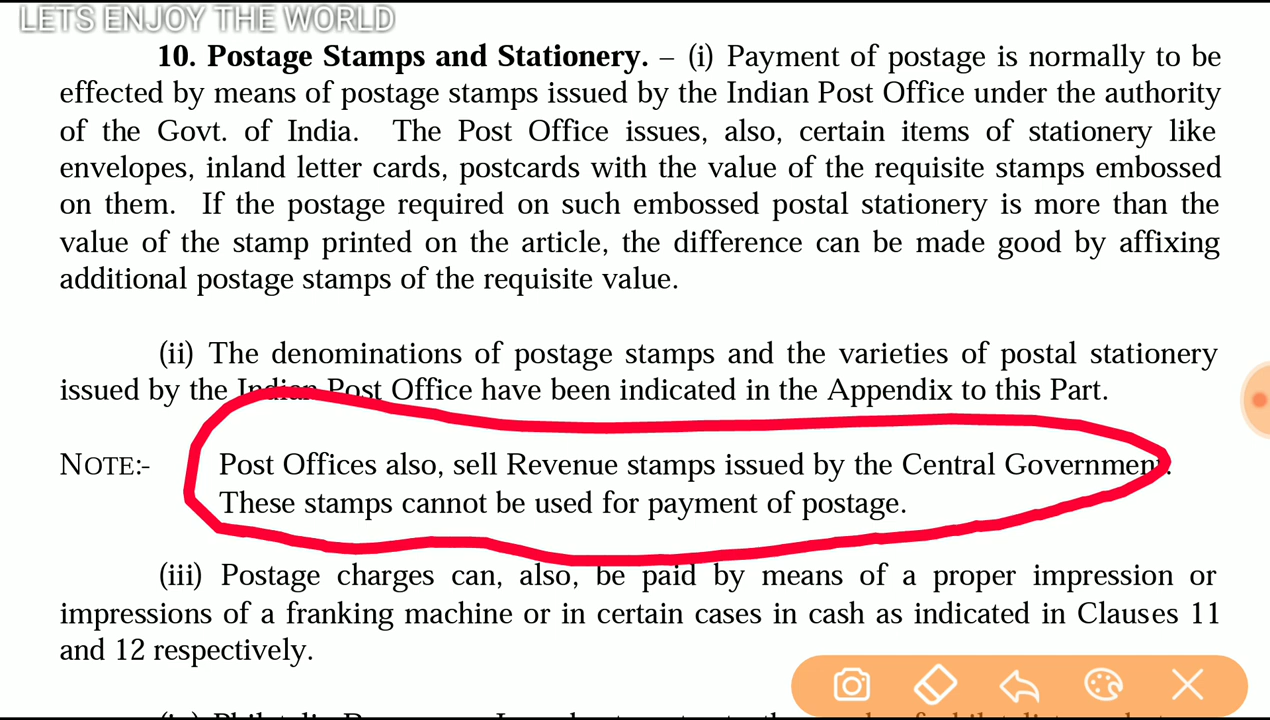 LETS ENJOY THE WORLD
10. Postage Stamps and Stationery. – (i) Payment of postage is normally to be
effected by means of postage stamps issued by the Indian Post Office under the authority
of the Govt. of India. The Post Office issues, also, certain items of stationery like
envelopes, inland letter cards, postcards with the value of the requisite stamps embossed
on them. If the postage required on such embossed postal stationery is more than the
value of the stamp printed on the article, the difference can be made good by affixing
additional postage stamps of the requisite value.
(ii) The denominations of postage stamps and the varieties of postal stationery
issued by the Indian Post Office have been indicated in the Appendix to this Part.
NOTE:- Post Offices also, sell Revenue stamps issued by the Central Government.
These stamps cannot be used for payment of postage.
(iii) Postage charges can, also, be paid by means of a proper impression or
impressions of a franking machine or in certain cases in cash as indicated in Clauses 11
and 12 respectively.